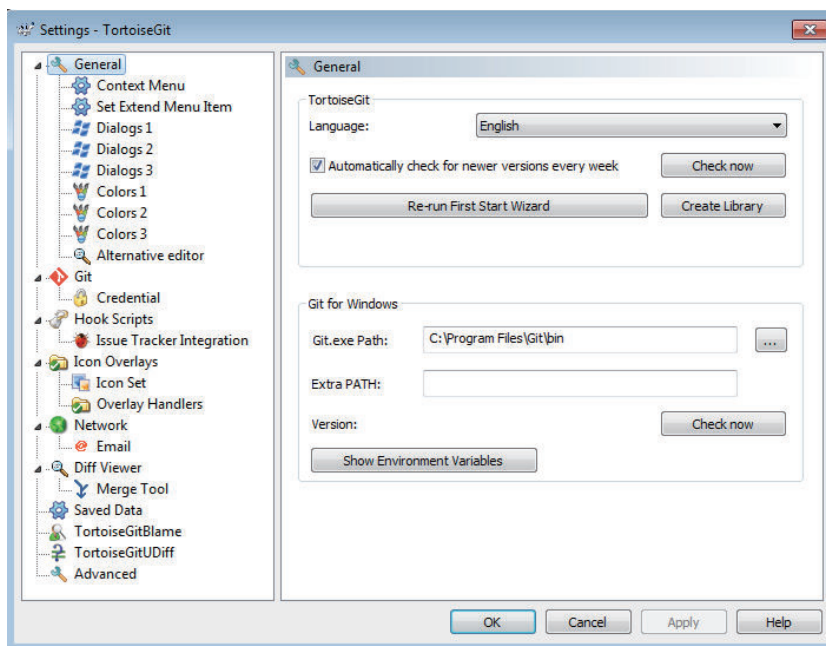 Settings - TortoiseGit
General
Context Menu
Set Extend Menu Item
Dialogs 1
Dialogs 2
Dialogs 3
Colors 1
Colors 2
Colors 3
Alternative editor
Git
Credential
Hook Scripts
Issue Tracker Integration
Icon Overlays
Icon Set
Overlay Handlers
Network
Email
Diff Viewer
Merge Tool
Saved Data
TortoiseGitBlame
TortoiseGitUDiff
Advanced
General
TortoiseGit
Language: English
Automatically check for newer versions every week Check now
Re-run First Start Wizard Create Library
Git for Windows
Git.exe Path: C:\Program Files\Git\bin ...
Extra PATH:
Version: Check now
Show Environment Variables
OK Cancel Apply Help